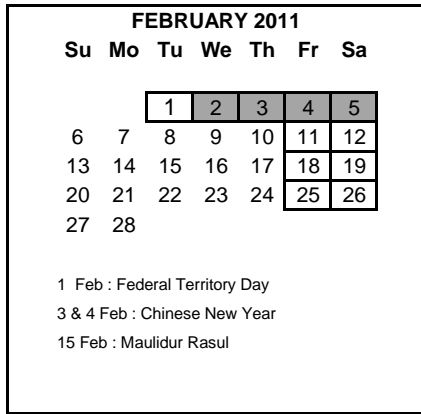 FEBRUARY 2011
Su Mo Tu We Th Fr Sa
1 2 3 4 5
6 7 8 9 10 11 12
13 14 15 16 17 18 19
20 21 22 23 24 25 26
27 28
1 Feb : Federal Territory Day
3 & 4 Feb : Chinese New Year
15 Feb : Maulidur Rasul